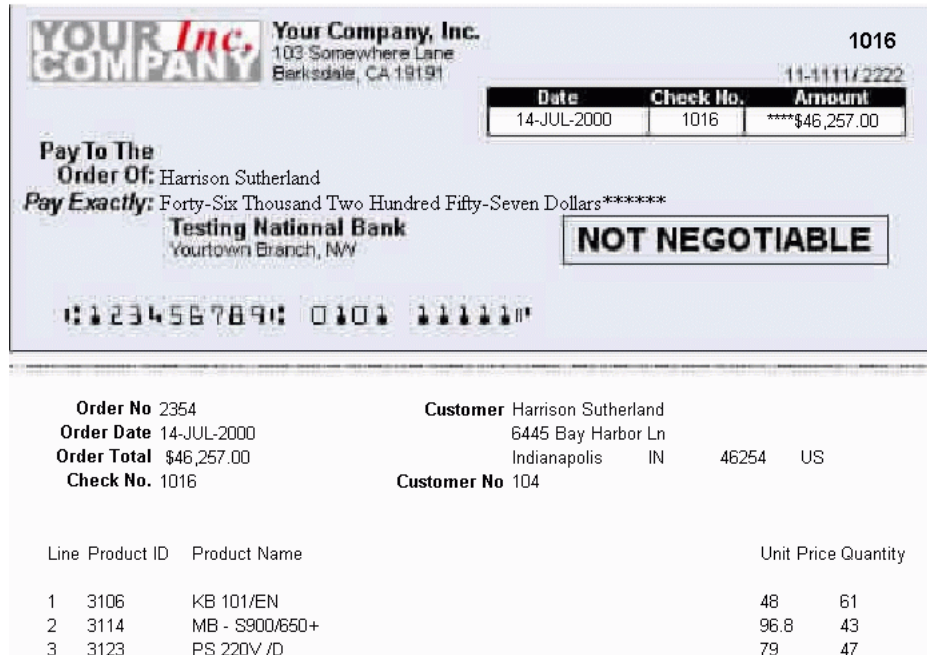 YOUR Inc. COMPANY
Your Company, Inc.
103 Somewhere Lane
Barksdale, CA 19191
1016
11-1111/2222
Date Check No. Amount
14-JUL-2000 1016 ****$46,257.00
Pay To The
Order Of: Harrison Sutherland
Pay Exactly: Forty-Six Thousand Two Hundred Fifty-Seven Dollars******
Testing National Bank
Yourtown Branch, NW
NOT NEGOTIABLE
⑆123456789⑆ 0101 11111⑈
Order No 2354 Customer Harrison Sutherland
Order Date 14-JUL-2000 6445 Bay Harbor Ln
Order Total $46,257.00 Indianapolis IN 46254 US
Check No. 1016 Customer No 104
Line Product ID Product Name Unit Price Quantity
1 3106 KB 101/EN 48 61
2 3114 MB - S900/650+ 96.8 43
3 3123 PS 220V /D 79 47